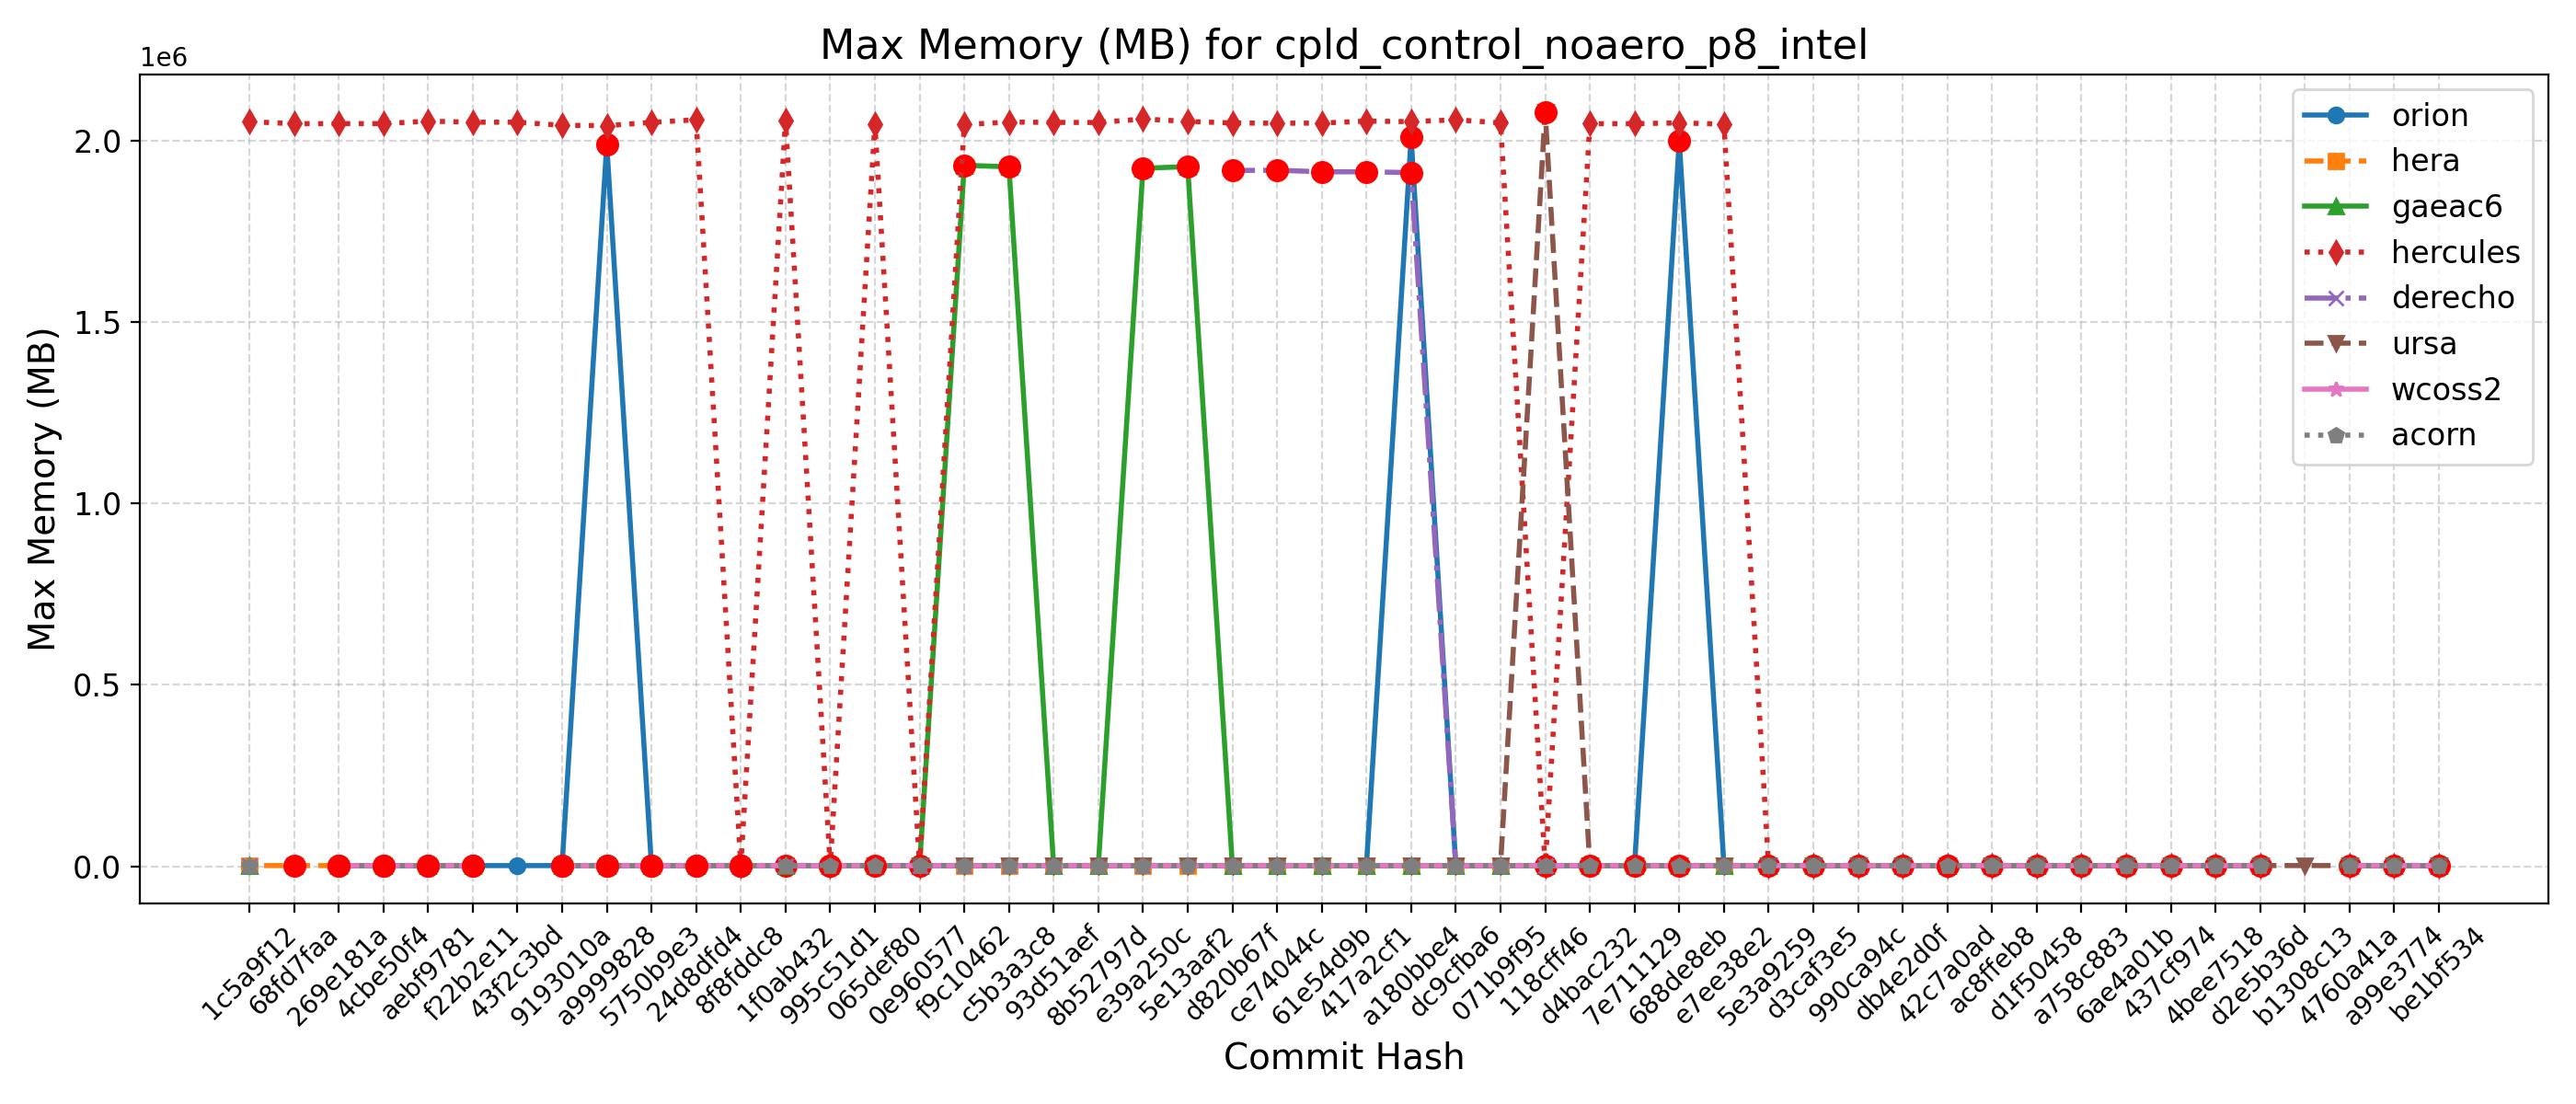 Max Memory (MB) for cpld_control_noaero_p8_intel
1e6
2.0
1.5
1.0
0.5
0.0
Max Memory (MB)
orion
hera
gaeac6
hercules
derecho
ursa
wcoss2
acorn
1c5a9f12
68fd7faa
269e181a
4cbe50f4
aebf9781
f22b2e11
43f2c3bd
9193010a
a9999828
5750b9e3
24d8dfd4
8f8fddc8
1f0ab432
995c51d1
065def80
0e960577
f9c10462
c5b3a3c8
93d51aef
8b52797d
e39a250c
5e13aaf2
d820b67f
ce74044c
61e54d9b
417a2cf1
a180bbe4
dc9cfba6
071b9f95
118cff46
d4bac232
7e711129
688de8eb
e7ee38e2
5e3a9259
d3caf3e5
990ca94c
db4e2d0f
42c7a0ad
ac8ffeb8
d1f50458
a758c883
6ae4a01b
437cf974
4bee7518
d2e5b36d
b1308c13
4760a41a
a99e3774
be1bf534
Commit Hash